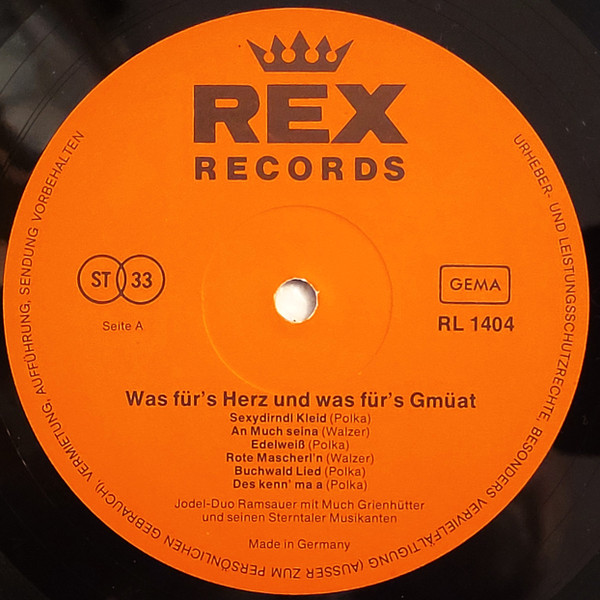 REX
RECORDS
ST 33
Seite A
GEMA
RL 1404
Was für's Herz und was für's Gmüat
Sexydirndl Kleid (Polka)
An Much seina (Walzer)
Edelweiß (Polka)
Rote Mascherl'n (Walzer)
Buchwald Lied (Polka)
Des kenn' ma a (Polka)
Jodel-Duo Ramsauer mit Much Grienhütter
und seinen Sterntaler Musikanten
Made in Germany
URHEBER- UND LEISTUNGSSCHUTZRECHTE, BESONDERS VERVIELFÄLTIGUNG (AUSSER ZUM PERSÖNLICHEN GEBRAUCH), VERMIETUNG, AUFFÜHRUNG, SENDUNG VORBEHALTEN